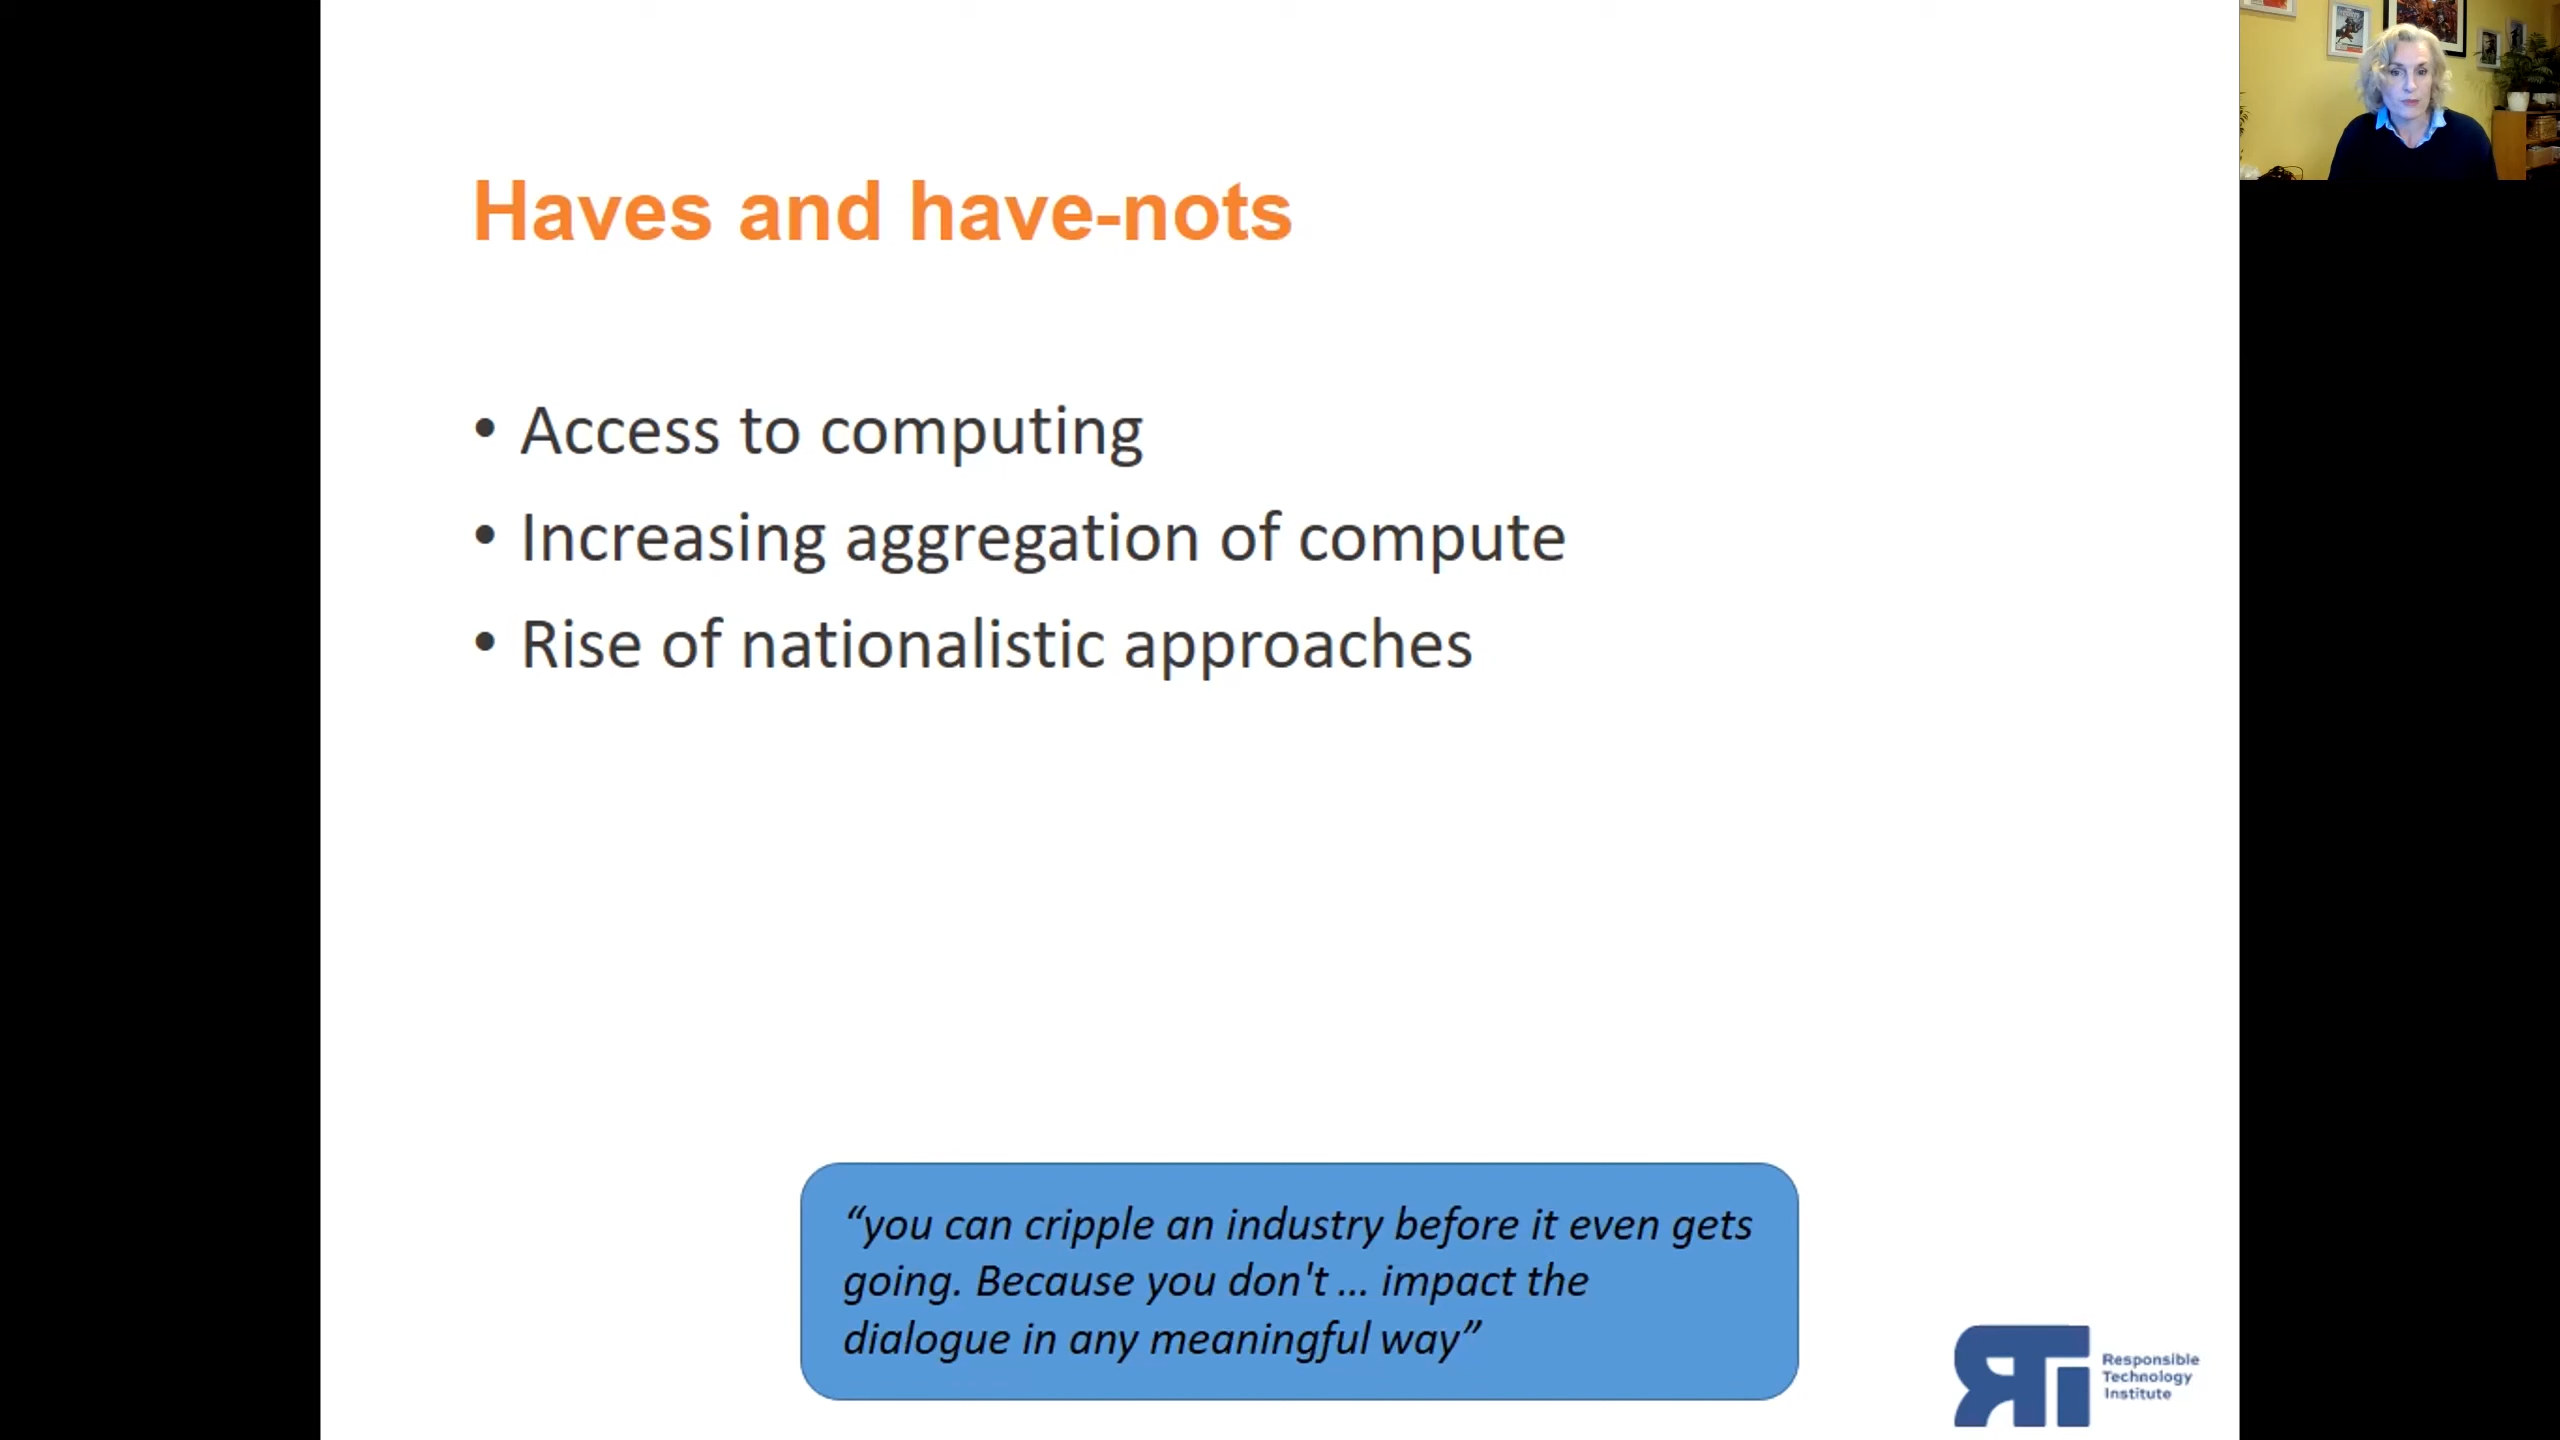 Haves and have-nots
• Access to computing
• Increasing aggregation of compute
• Rise of nationalistic approaches
“you can cripple an industry before it even gets
going. Because you don't ... impact the
dialogue in any meaningful way”
RTi
Responsible
Technology
Institute